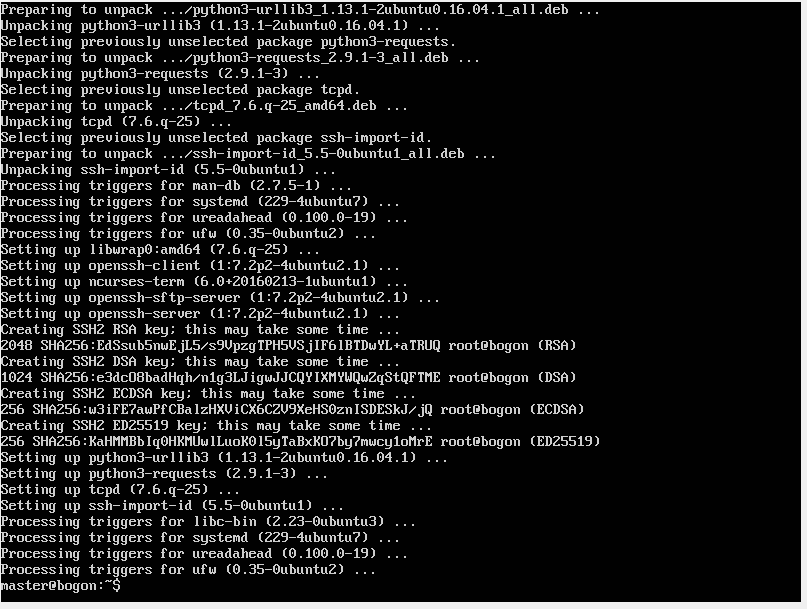 Preparing to unpack .../python3-urllib3_1.13.1-2ubuntu0.16.04.1_all.deb ...
Unpacking python3-urllib3 (1.13.1-2ubuntu0.16.04.1) ...
Selecting previously unselected package python3-requests.
Preparing to unpack .../python3-requests_2.9.1-3_all.deb ...
Unpacking python3-requests (2.9.1-3) ...
Selecting previously unselected package tcpd.
Preparing to unpack .../tcpd_7.6.q-25_amd64.deb ...
Unpacking tcpd (7.6.q-25) ...
Selecting previously unselected package ssh-import-id.
Preparing to unpack .../ssh-import-id_5.5-0ubuntu1_all.deb ...
Unpacking ssh-import-id (5.5-0ubuntu1) ...
Processing triggers for man-db (2.7.5-1) ...
Processing triggers for systemd (229-4ubuntu7) ...
Processing triggers for ureadahead (0.100.0-19) ...
Processing triggers for ufw (0.35-0ubuntu2) ...
Setting up libwrap0:amd64 (7.6.q-25) ...
Setting up openssh-client (1:7.2p2-4ubuntu2.1) ...
Setting up ncurses-term (6.0+20160213-1ubuntu1) ...
Setting up openssh-sftp-server (1:7.2p2-4ubuntu2.1) ...
Setting up openssh-server (1:7.2p2-4ubuntu2.1) ...
Creating SSH2 RSA key; this may take some time ...
2048 SHA256:EdSsub5nwEjL5/s9VpzgTPH5VSjIF6lBTDwYL+aTRUQ root@bogon (RSA)
Creating SSH2 DSA key; this may take some time ...
1024 SHA256:e3dcO8badHqh/n1g3LJigwJJCQYIXMYWQwZqStQFTME root@bogon (DSA)
Creating SSH2 ECDSA key; this may take some time ...
256 SHA256:w3iFE7awPfCBalzHXViCX6CZV9XeHS0znISDESkJ/jQ root@bogon (ECDSA)
Creating SSH2 ED25519 key; this may take some time ...
256 SHA256:KaHMMBbIq0HKMUwlLuoK0l5yTaBxKO7by7mwcy1oMrE root@bogon (ED25519)
Setting up python3-urllib3 (1.13.1-2ubuntu0.16.04.1) ...
Setting up python3-requests (2.9.1-3) ...
Setting up tcpd (7.6.q-25) ...
Setting up ssh-import-id (5.5-0ubuntu1) ...
Processing triggers for libc-bin (2.23-0ubuntu3) ...
Processing triggers for systemd (229-4ubuntu7) ...
Processing triggers for ureadahead (0.100.0-19) ...
Processing triggers for ufw (0.35-0ubuntu2) ...
master@bogon:~$